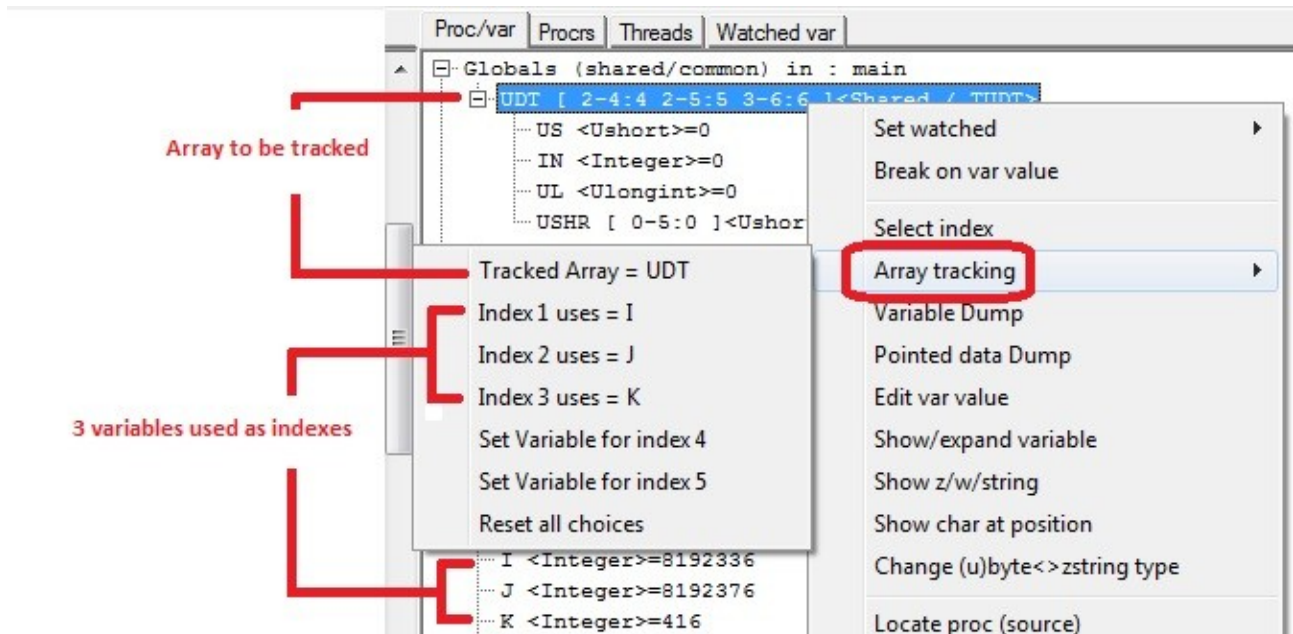 Proc/var Procrs Threads Watched var
Globals (shared/common) in : main
UDT [ 2-4:4 2-5:5 3-6:6 ]<Shared / TUDT>
US <Ushort>=0
IN <Integer>=0
UL <Ulongint>=0
USHR [ 0-5:0 ]<Ushor
Array to be tracked
3 variables used as indexes
Tracked Array = UDT
Index 1 uses = I
Index 2 uses = J
Index 3 uses = K
Set Variable for index 4
Set Variable for index 5
Reset all choices
I <Integer>=8192336
J <Integer>=8192376
K <Integer>=416
Set watched
Break on var value
Select index
Array tracking
Variable Dump
Pointed data Dump
Edit var value
Show/expand variable
Show z/w/string
Show char at position
Change (u)byte<>zstring type
Locate proc (source)